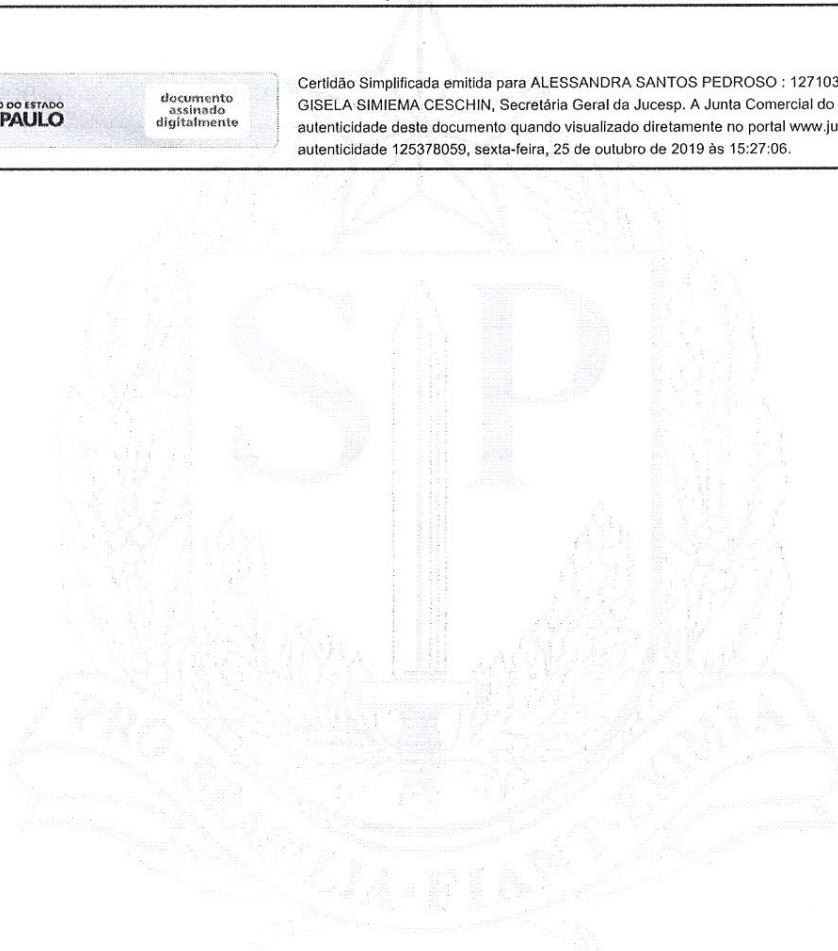 O DO ESTADO
PAULO
documento
assinado
digitalmente
Certidão Simplificada emitida para ALESSANDRA SANTOS PEDROSO : 127103
GISELA SIMIEMA CESCHIN, Secretária Geral da Jucesp. A Junta Comercial do
autenticidade deste documento quando visualizado diretamente no portal www.ju
autenticidade 125378059, sexta-feira, 25 de outubro de 2019 às 15:27:06.
SP
PRO·BRASILIA·FIANT·EXIMIA